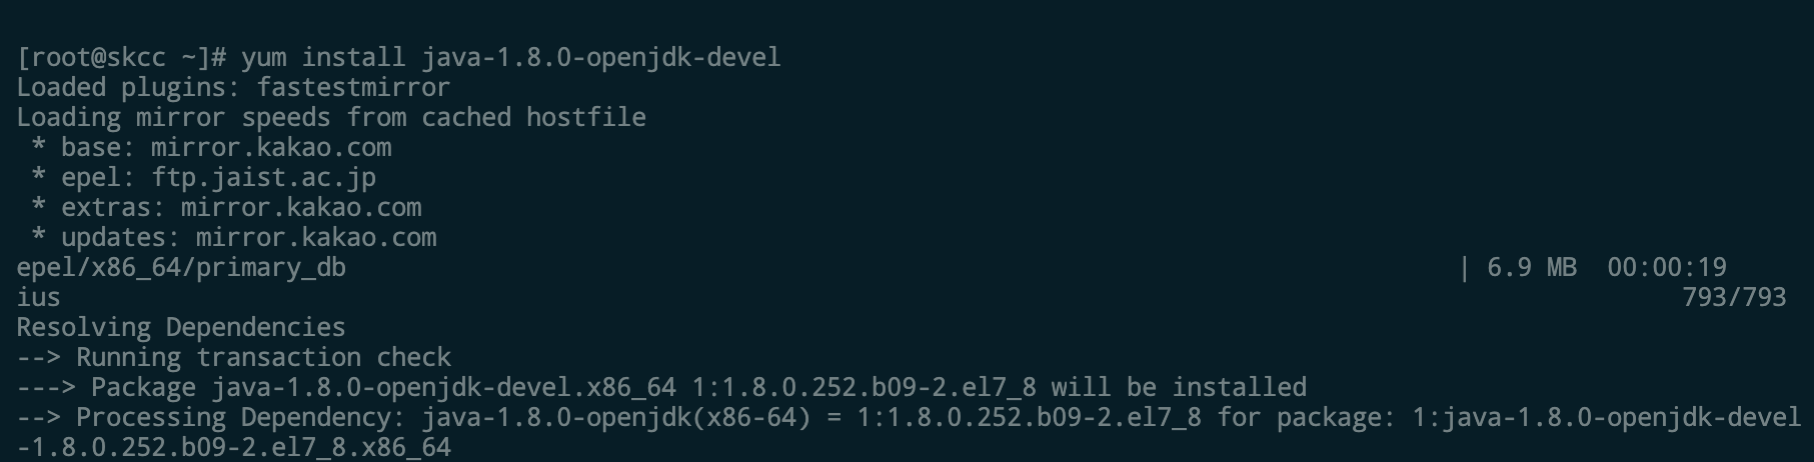 [root@skcc ~]# yum install java-1.8.0-openjdk-devel
Loaded plugins: fastestmirror
Loading mirror speeds from cached hostfile
 * base: mirror.kakao.com
 * epel: ftp.jaist.ac.jp
 * extras: mirror.kakao.com
 * updates: mirror.kakao.com
epel/x86_64/primary_db | 6.9 MB 00:00:19
ius 793/793
Resolving Dependencies
--> Running transaction check
---> Package java-1.8.0-openjdk-devel.x86_64 1:1.8.0.252.b09-2.el7_8 will be installed
--> Processing Dependency: java-1.8.0-openjdk(x86-64) = 1:1.8.0.252.b09-2.el7_8 for package: 1:java-1.8.0-openjdk-devel
-1.8.0.252.b09-2.el7_8.x86_64